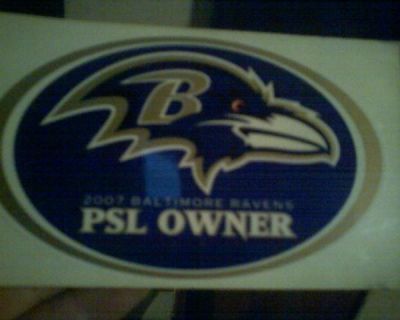 B
2007 BALTIMORE RAVENS
PSL OWNER